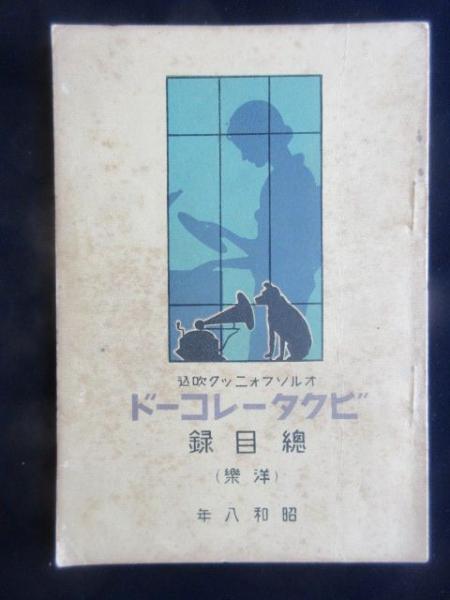 オルソフォニック吹込
ビクターレコード
總目録
(洋樂)
昭和八年